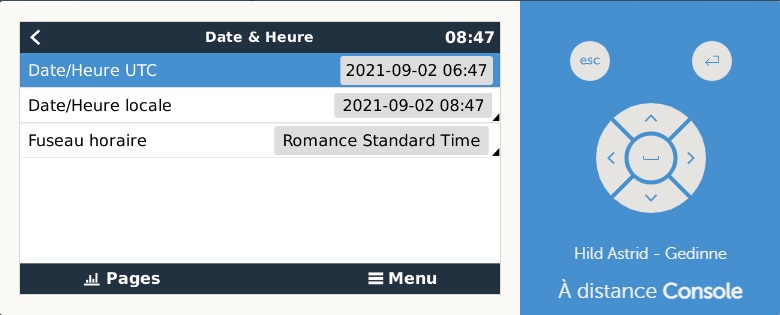 Date & Heure 08:47
Date/Heure UTC 2021-09-02 06:47
Date/Heure locale 2021-09-02 08:47
Fuseau horaire Romance Standard Time
Pages Menu
esc
Hild Astrid - Gedinne
À distance Console